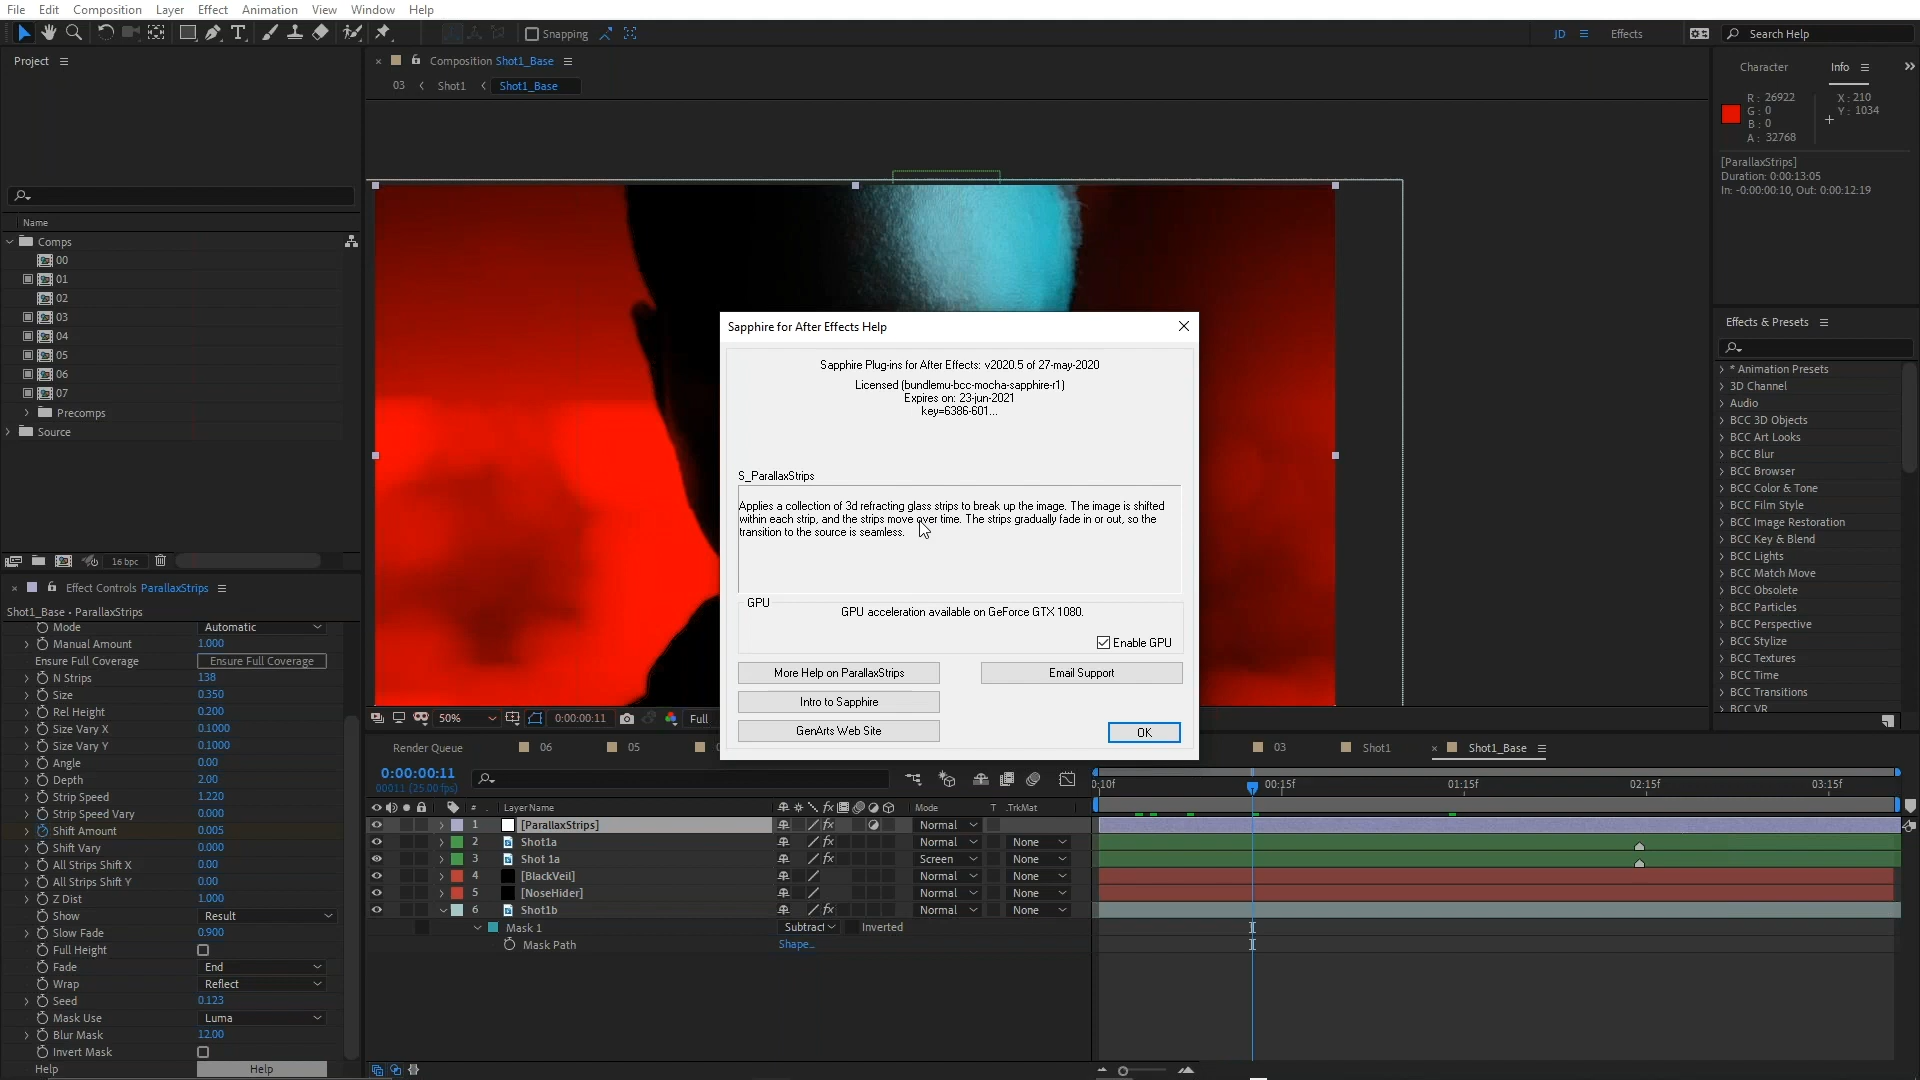 File Edit Composition Layer Effect Animation View Window Help
Snapping
JD
Effects
Search Help
Project
Name
Comps
00
01
02
03
04
05
06
07
Precomps
Source
16 bpc
Composition Shot1_Base
03 Shot1 Shot1_Base
Character Info
R: 26922
G: 0
B: 0
A: 32768
X: 210
Y: 1034
[ParallaxStrips]
Duration: 0:00:13:05
In: -0:00:00:10, Out: 0:00:12:19
Effects & Presets
* Animation Presets
3D Channel
Audio
BCC 3D Objects
BCC Art Looks
BCC Blur
BCC Browser
BCC Color & Tone
BCC Film Style
BCC Image Restoration
BCC Key & Blend
BCC Lights
BCC Match Move
BCC Obsolete
BCC Particles
BCC Perspective
BCC Stylize
BCC Textures
BCC Time
BCC Transitions
BCC VR
Sapphire for After Effects Help
Sapphire Plug-ins for After Effects: v2020.5 of 27-may-2020
Licensed (bundlemu-bcc-mocha-sapphire-r1)
Expires on: 23-jun-2021
key=6386-601...
S_ParallaxStrips
Applies a collection of 3d refracting glass strips to break up the image. The image is shifted
within each strip, and the strips move over time. The strips gradually fade in or out, so the
transition to the source is seamless.
GPU
GPU acceleration available on GeForce GTX 1080.
Enable GPU
More Help on ParallaxStrips
Email Support
Intro to Sapphire
GenArts Web Site
OK
Effect Controls ParallaxStrips
Shot1_Base • ParallaxStrips
Mode Automatic
Manual Amount 1.000
Ensure Full Coverage Ensure Full Coverage
N Strips 138
Size 0.350
Rel Height 0.200
Size Vary X 0.1000
Size Vary Y 0.1000
Angle 0.00
Depth 2.00
Strip Speed 1.220
Strip Speed Vary 0.000
Shift Amount 0.005
Shift Vary 0.000
All Strips Shift X 0.00
All Strips Shift Y 0.00
Z Dist 1.000
Show Result
Slow Fade 0.900
Full Height
Fade End
Wrap Reflect
Seed 0.123
Mask Use Luma
Blur Mask 12.00
Invert Mask
Help Help
50% 0:00:00:11 Full
Render Queue 06 05 03 Shot1 Shot1_Base
0:00:00:11
00011 (25.00 fps)
0:10f 00:15f 01:15f 02:15f 03:15f
# Layer Name Mode T .TrkMat
1 [ParallaxStrips] Normal
2 Shot1a Normal None
3 Shot 1a Screen None
4 [BlackVeil] Normal None
5 [NoseHider] Normal None
6 Shot1b Normal None
Mask 1 Subtract Inverted
Mask Path Shape...